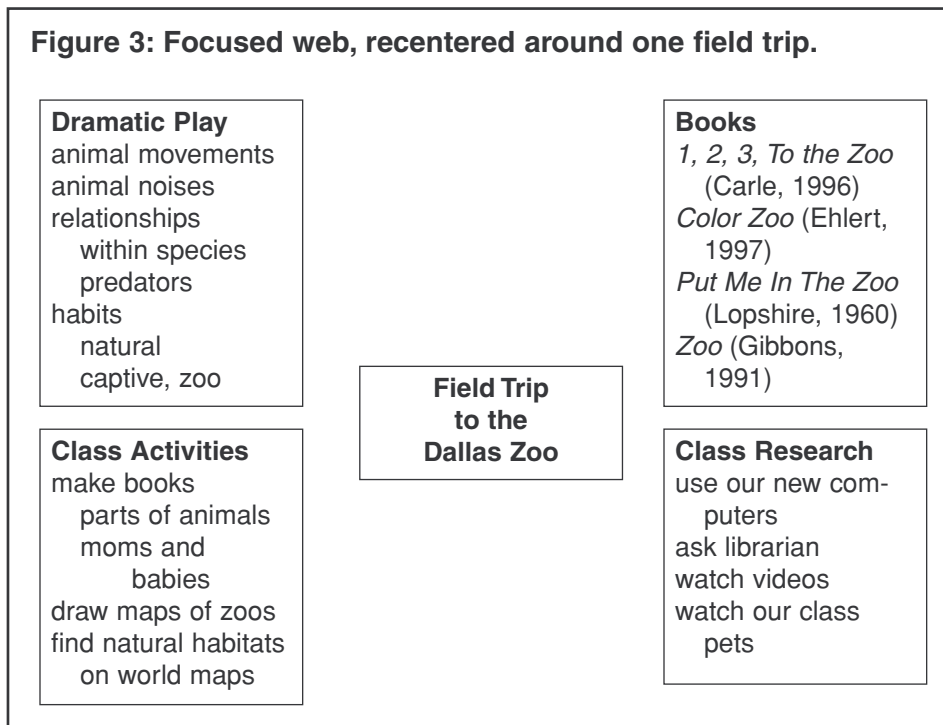 Figure 3: Focused web, recentered around one field trip.
Dramatic Play
animal movements
animal noises
relationships
within species
predators
habits
natural
captive, zoo
Books
1, 2, 3, To the Zoo
(Carle, 1996)
Color Zoo (Ehlert,
1997)
Put Me In The Zoo
(Lopshire, 1960)
Zoo (Gibbons,
1991)
Field Trip
to the
Dallas Zoo
Class Activities
make books
parts of animals
moms and
babies
draw maps of zoos
find natural habitats
on world maps
Class Research
use our new com-
puters
ask librarian
watch videos
watch our class
pets